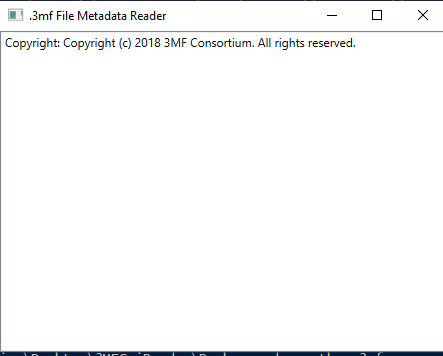 .3mf File Metadata Reader
Copyright: Copyright (c) 2018 3MF Consortium. All rights reserved.